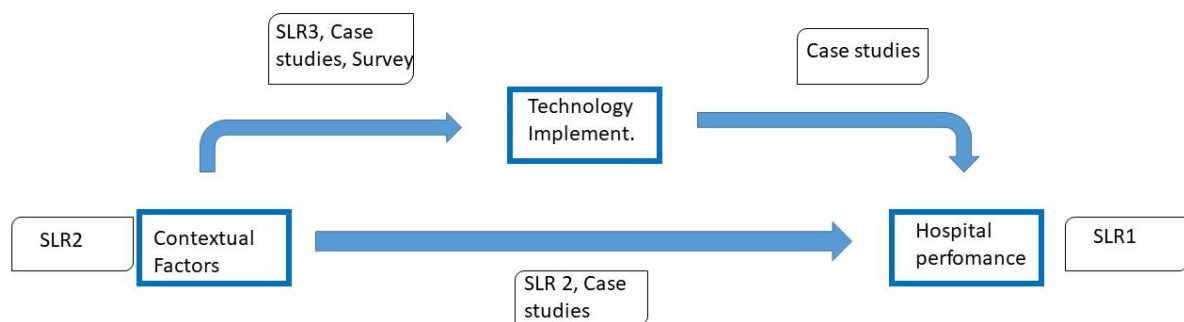 SLR3, Case
studies, Survey
Case studies
Technology
Implement.
SLR2
Contextual
Factors
Hospital
perfomance
SLR1
SLR 2, Case
studies